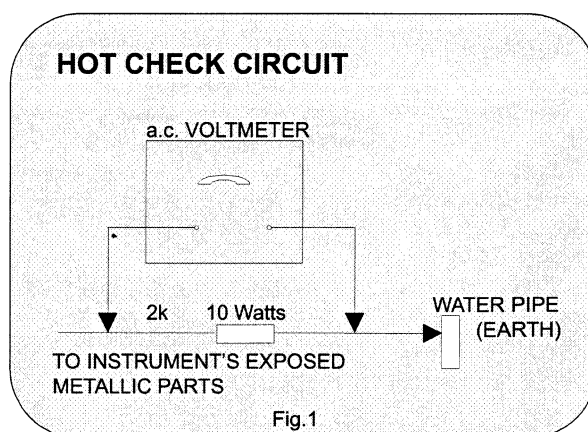 HOT CHECK CIRCUIT
a.c. VOLTMETER
2k 10 Watts
WATER PIPE
(EARTH)
TO INSTRUMENT'S EXPOSED
METALLIC PARTS
Fig.1